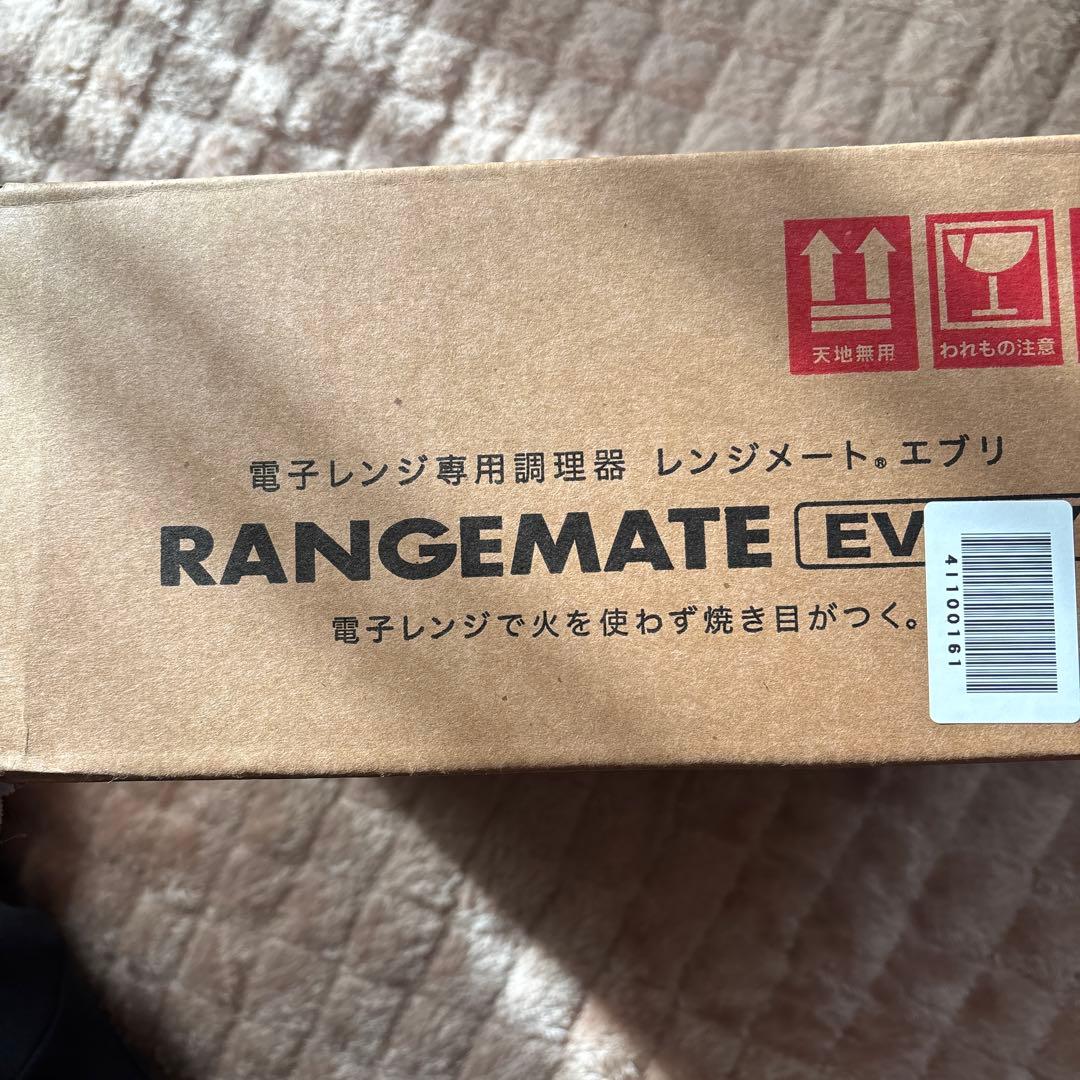 天地無用
われもの注意
電子レンジ専用調理器 レンジメート® エブリ
RANGEMATE EV
電子レンジで火を使わず焼き目がつく。
41100161